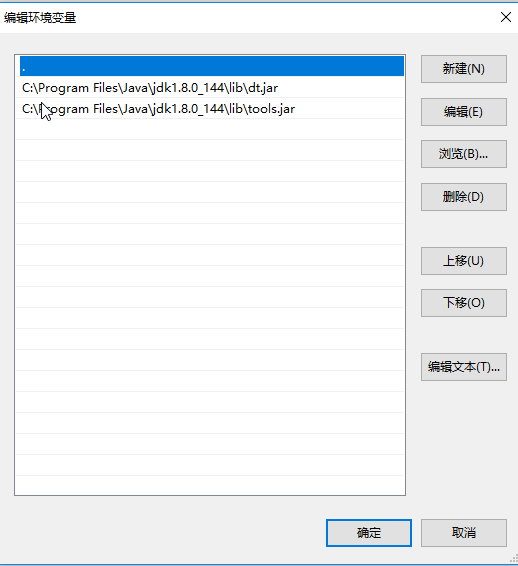 编辑环境变量
.
C:\Program Files\Java\jdk1.8.0_144\lib\dt.jar
C:\Program Files\Java\jdk1.8.0_144\lib\tools.jar
新建(N)
编辑(E)
浏览(B)...
删除(D)
上移(U)
下移(O)
编辑文本(T)...
确定
取消